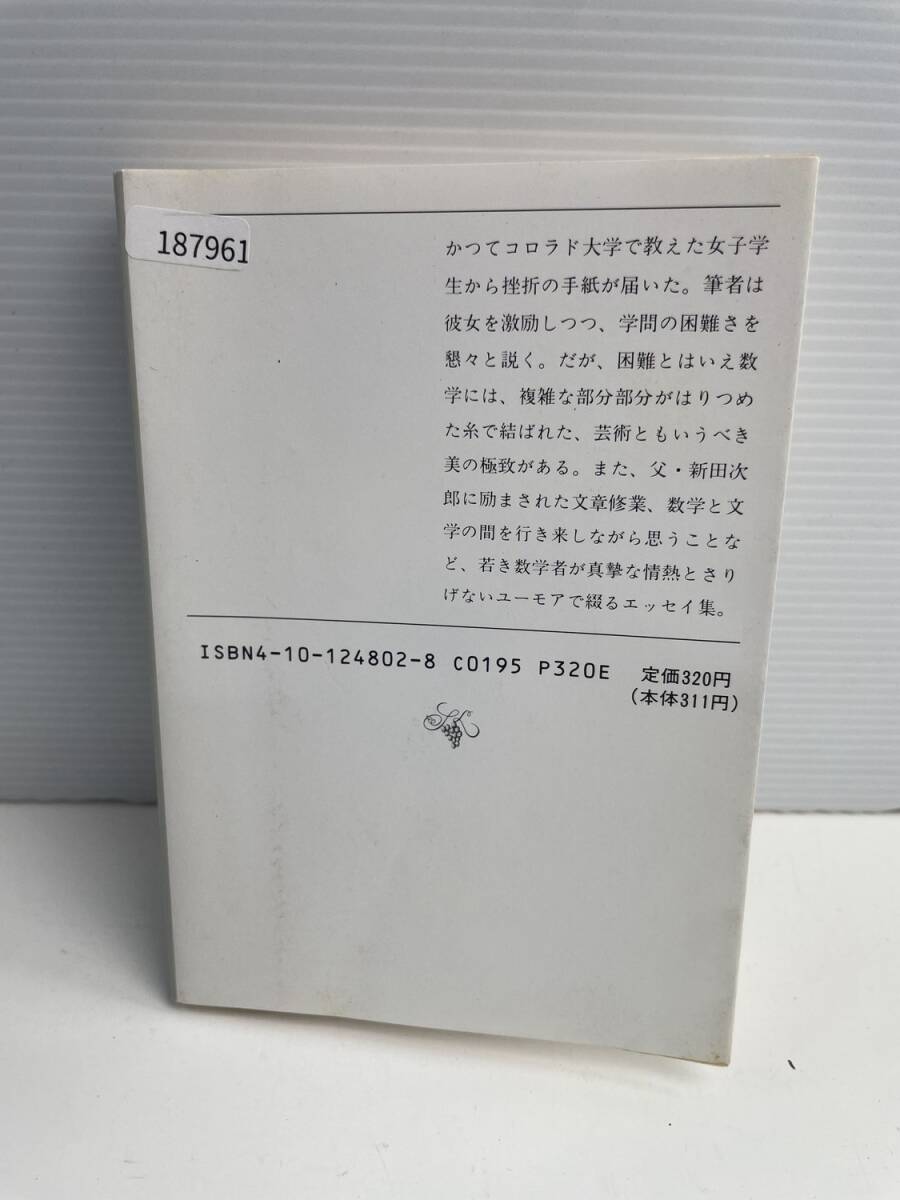 187961
かつてコロラド大学で教えた女子学
生から挫折の手紙が届いた。筆者は
彼女を激励しつつ、学問の困難さを
懇々と説く。だが、困難とはいえ数
学には、複雑な部分部分がはりつめ
た糸で結ばれた、芸術ともいうべき
美の極致がある。また、父・新田次
郎に励まされた文章修業、数学と文
学の間を行き来しながら思うことな
ど、若き数学者が真摯な情熱とさり
げないユーモアで綴るエッセイ集。
ISBN4-10-124802-8 C0195 P320E 定価320円
(本体311円)